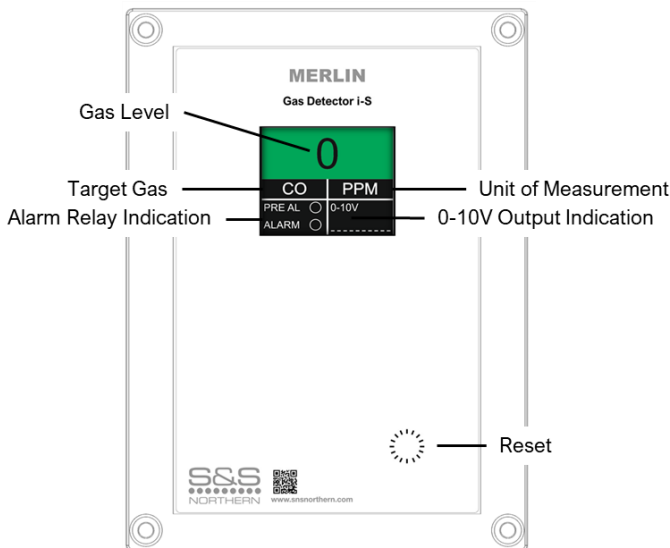 MERLIN
Gas Detector i-S
Gas Level
0
Target Gas
CO
PPM
Unit of Measurement
Alarm Relay Indication
PRE AL
0-10V
0-10V Output Indication
ALARM
Reset
S&S
NORTHERN
www.snsnorthern.com